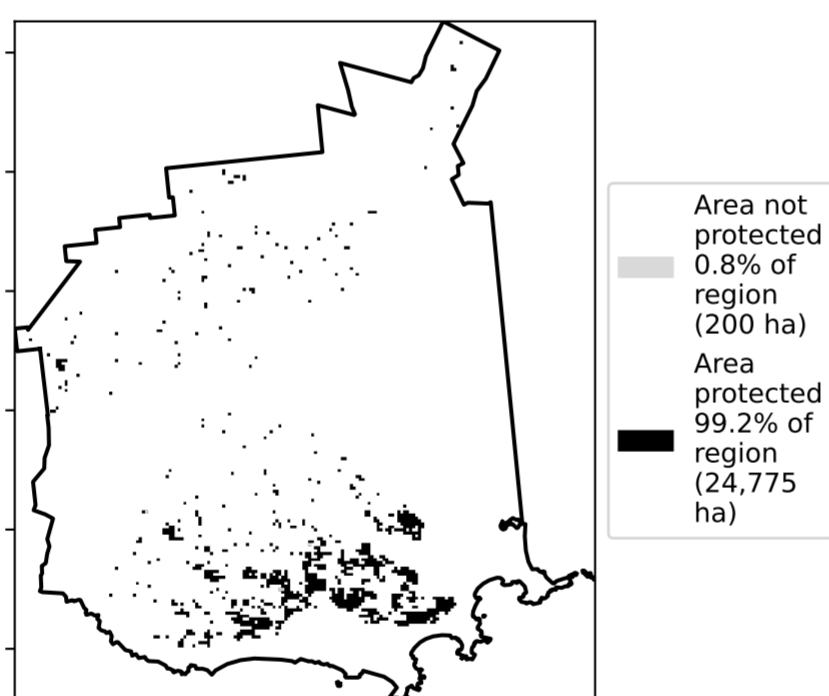 Area not
protected
0.8% of
region
(200 ha)
Area
protected
99.2% of
region
(24,775
ha)